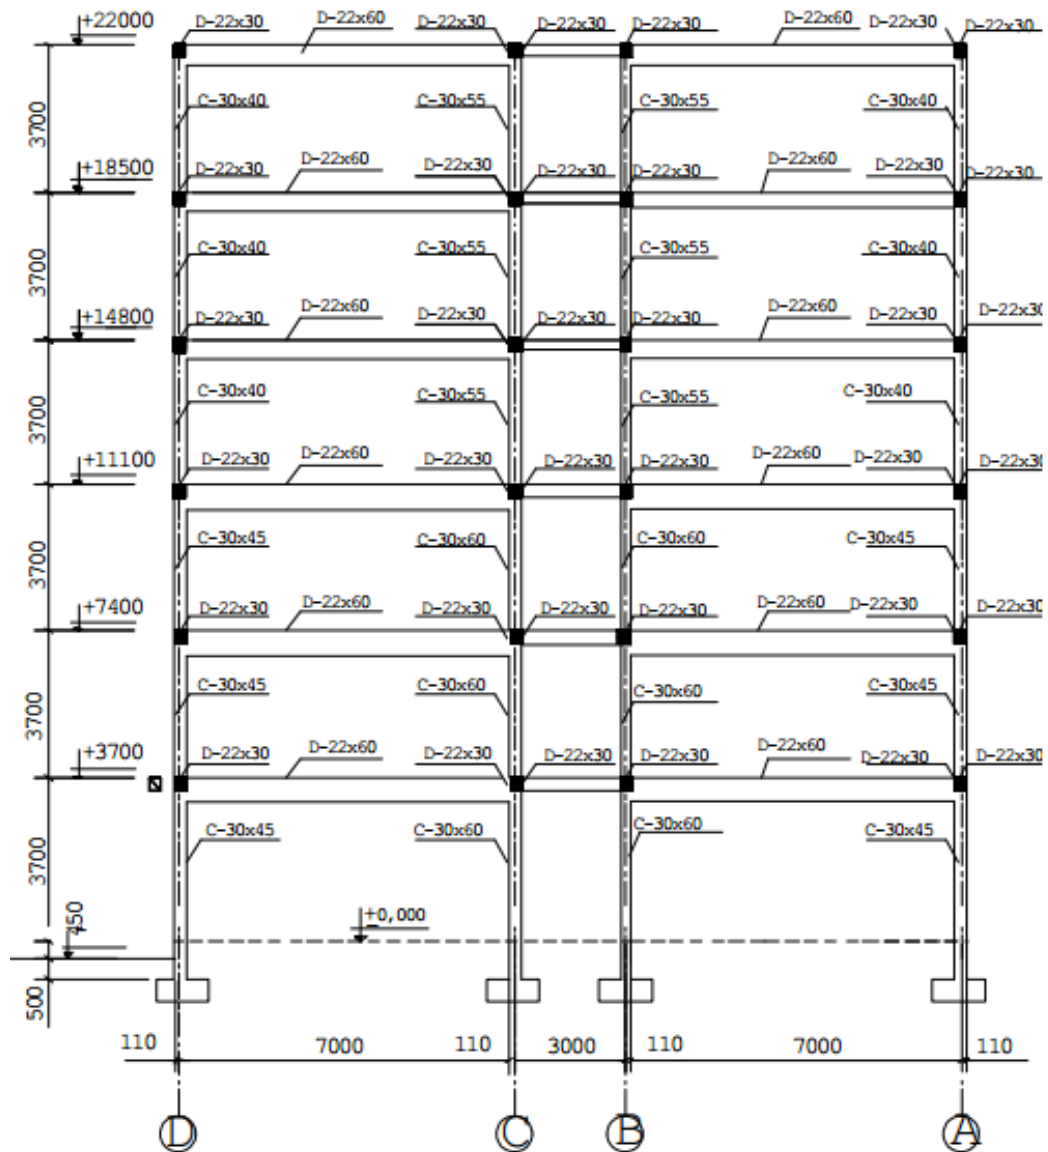 +22000 D-22x30 D-22x60 D-22x30 D-22x30 D-22x30 D-22x60 D-22x30 D-22x30
3700 C-30x40 C-30x55 C-30x55 C-30x40
+18500 D-22x30 D-22x60 D-22x30 D-22x30 D-22x30 D-22x60 D-22x30 D-22x30
3700 C-30x40 C-30x55 C-30x55 C-30x40
+14800 D-22x30 D-22x60 D-22x30 D-22x30 D-22x30 D-22x60 D-22x30 D-22x30
3700 C-30x40 C-30x55 C-30x55 C-30x40
+11100 D-22x30 D-22x60 D-22x30 D-22x30 D-22x30 D-22x60 D-22x30 D-22x30
3700 C-30x45 C-30x60 C-30x60 C-30x45
+7400 D-22x30 D-22x60 D-22x30 D-22x30 D-22x30 D-22x60 D-22x30 D-22x30
3700 C-30x45 C-30x60 C-30x60 C-30x45
+3700 D-22x30 D-22x60 D-22x30 D-22x30 D-22x30 D-22x60 D-22x30 D-22x30
3700 C-30x45 C-30x60 C-30x60 C-30x45
450 ±0,000
500
110 7000 110 3000 110 7000 110
D C B A